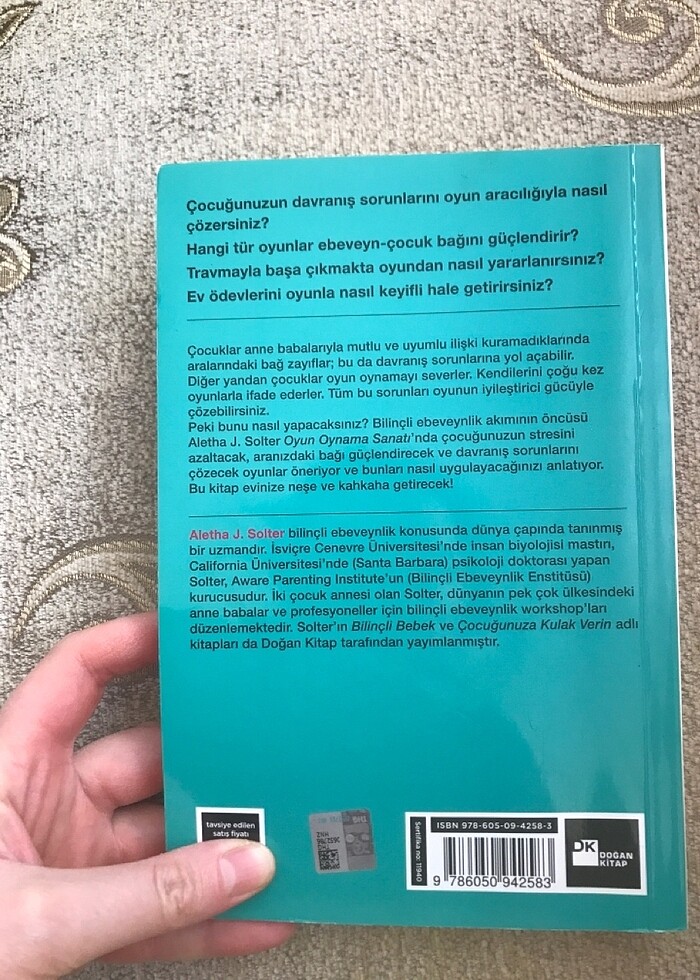 Çocuğunuzun davranış sorunlarını oyun aracılığıyla nasıl
çözersiniz?
Hangi tür oyunlar ebeveyn-çocuk bağını güçlendirir?
Travmayla başa çıkmakta oyundan nasıl yararlanırsınız?
Ev ödevlerini oyunla nasıl keyifli hale getirirsiniz?
Çocuklar anne babalarıyla mutlu ve uyumlu ilişki kuramadıklarında
aralarındaki bağ zayıflar; bu da davranış sorunlarına yol açabilir.
Diğer yandan çocuklar oyun oynamayı severler. Kendilerini çoğu kez
oyunlarla ifade ederler. Tüm bu sorunları oyunun iyileştirici gücüyle
çözebilirsiniz.
Peki bunu nasıl yapacaksınız? Bilinçli ebeveynlik akımının öncüsü
Aletha J. Solter Oyun Oynama Sanatı'nda çocuğunuzun stresini
azaltacak, aranızdaki bağı güçlendirecek ve davranış sorunlarını
çözecek oyunlar öneriyor ve bunları nasıl uygulayacağınızı anlatıyor.
Bu kitap evinize neşe ve kahkaha getirecek!
Aletha J. Solter bilinçli ebeveynlik konusunda dünya çapında tanınmış
bir uzmandır. İsviçre Cenevre Üniversitesi'nde insan biyolojisi mastırı,
California Üniversitesi'nde (Santa Barbara) psikoloji doktorası yapan
Solter, Aware Parenting Institute'un (Bilinçli Ebeveynlik Enstitüsü)
kurucusudur. İki çocuk annesi olan Solter, dünyanın pek çok ülkesindeki
anne babalar ve profesyoneller için bilinçli ebeveynlik workshop'ları
düzenlemektedir. Solter'ın Bilinçli Bebek ve Çocuğunuza Kulak Verin adlı
kitapları da Doğan Kitap tarafından yayımlanmıştır.
tavsiye edilen
satış fiyatı
Sertifika no: 11940
ISBN 978-605-09-4258-3
9 786050 942583
DK
DOĞAN
KİTAP